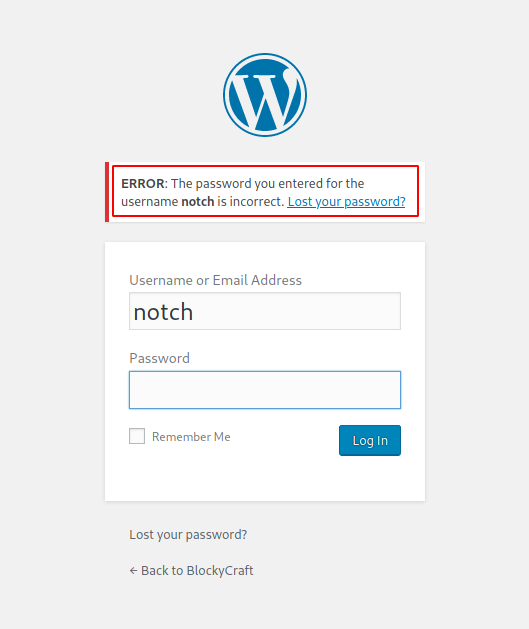 ERROR: The password you entered for the
username notch is incorrect. Lost your password?
Username or Email Address
notch
Password
Remember Me
Log In
Lost your password?
← Back to BlockyCraft